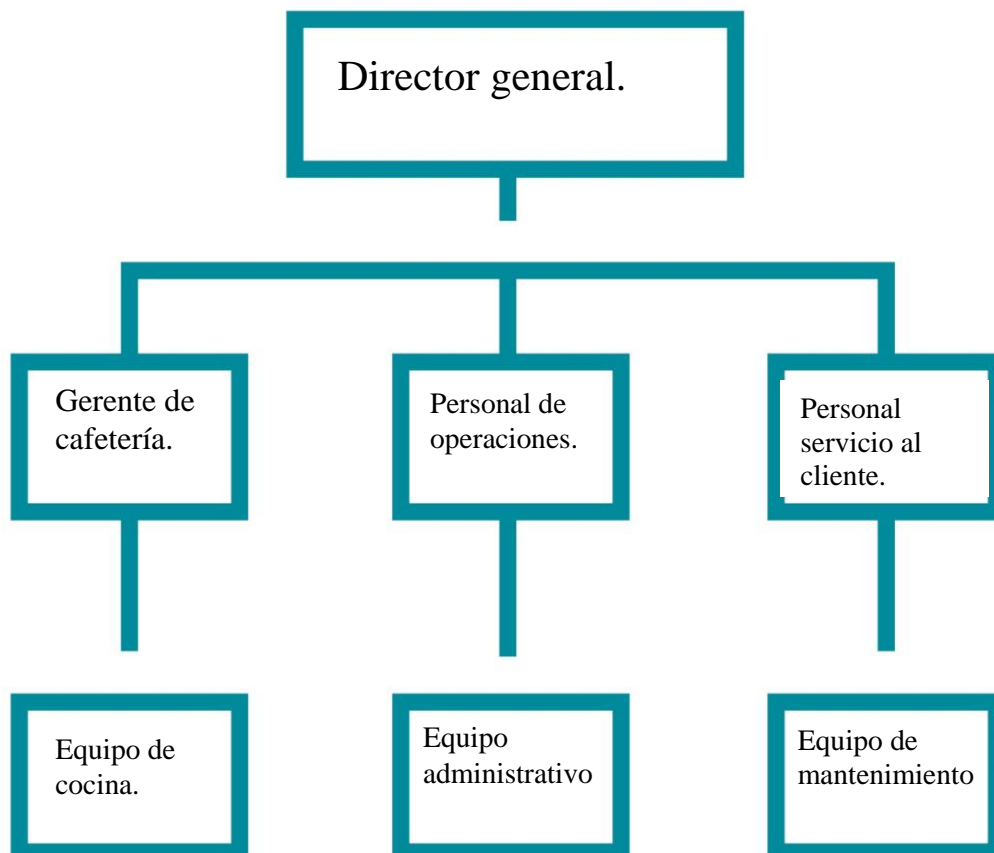 Director general.
Gerente de
cafetería.
Personal de
operaciones.
Personal
servicio al
cliente.
Equipo de
cocina.
Equipo
administrativo
Equipo de
mantenimiento